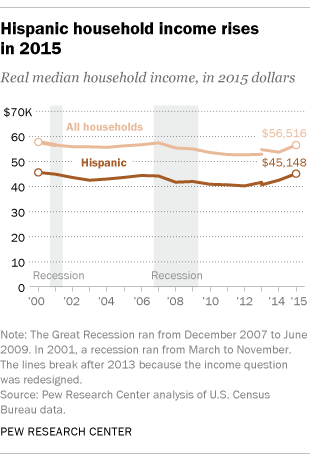 Hispanic household income rises
in 2015
Real median household income, in 2015 dollars
$70K
All households
$56,516
60
50
Hispanic
$45,148
40
30
20
10
Recession
Recession
0
'00 '02 '04 '06 '08 '10 '12 '14 '15
Note: The Great Recession ran from December 2007 to June
2009. In 2001, a recession ran from March to November.
The lines break after 2013 because the income question
was redesigned.
Source: Pew Research Center analysis of U.S. Census
Bureau data.
PEW RESEARCH CENTER